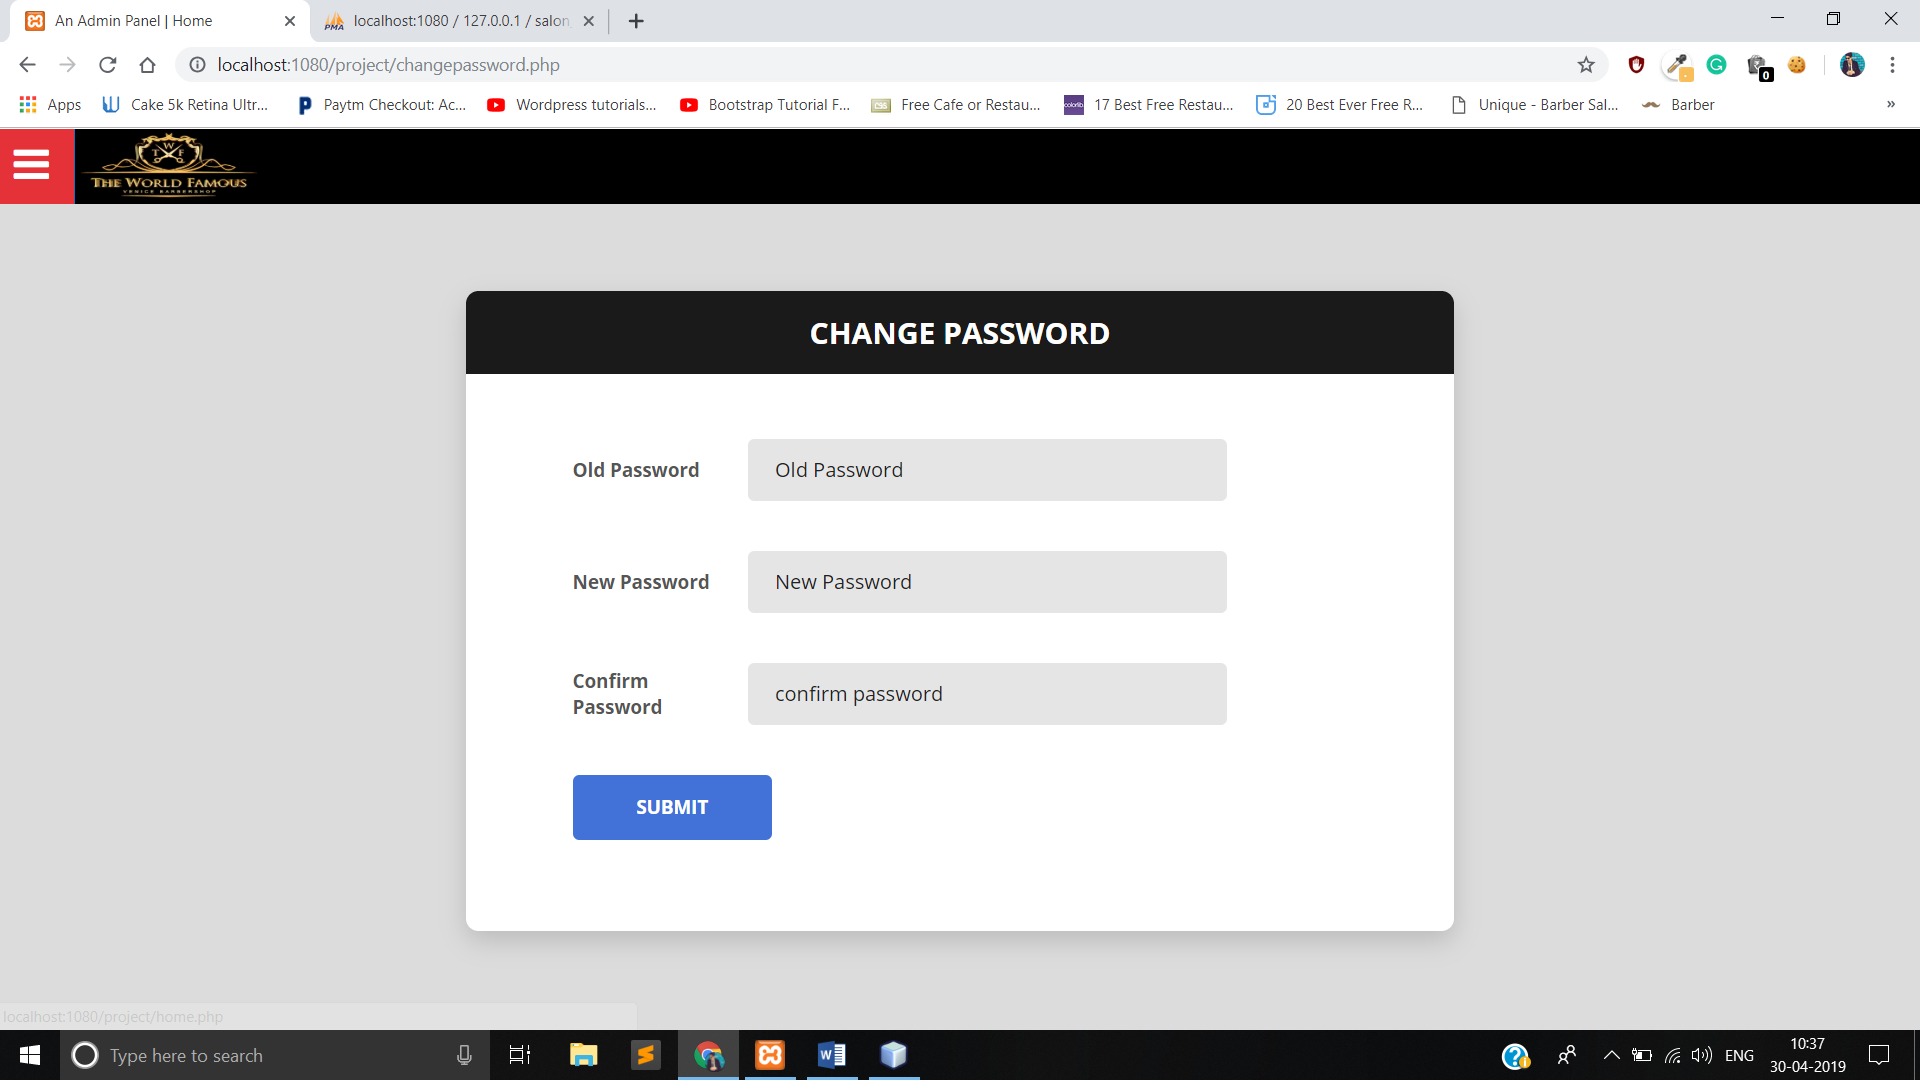 An Admin Panel | Home
localhost:1080 / 127.0.0.1 / salon
localhost:1080/project/changepassword.php
Apps
Cake 5k Retina Ultr...
Paytm Checkout: Ac...
Wordpress tutorials...
Bootstrap Tutorial F...
Free Cafe or Restau...
17 Best Free Restau...
20 Best Ever Free R...
Unique - Barber Sal...
Barber
»
TWF
THE WORLD FAMOUS
VENICE BARBERSHOP
CHANGE PASSWORD
Old Password
Old Password
New Password
New Password
Confirm
Password
confirm password
SUBMIT
localhost:1080/project/home.php
Type here to search
ENG
10:37
30-04-2019